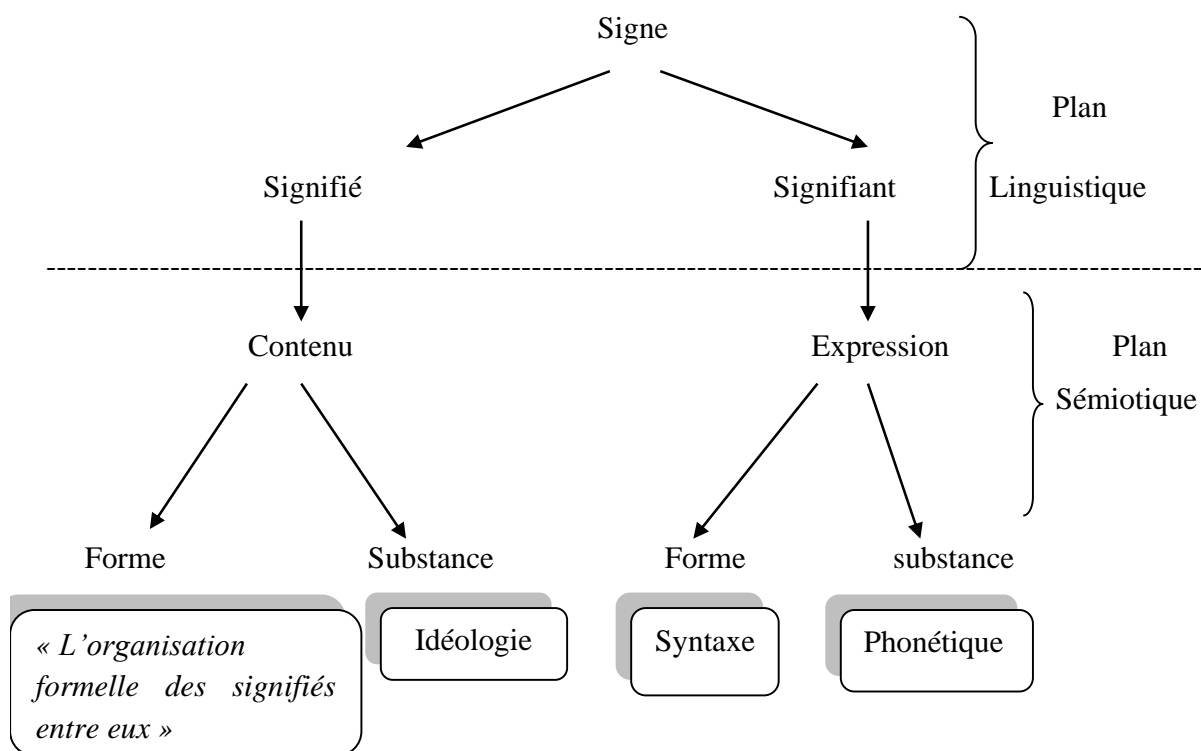 Signe
Plan
Signifié
Signifiant
Linguistique
Contenu
Expression
Plan
Sémiotique
Forme
Substance
Forme
substance
« L’organisation
formelle des signifiés
entre eux »
Idéologie
Syntaxe
Phonétique